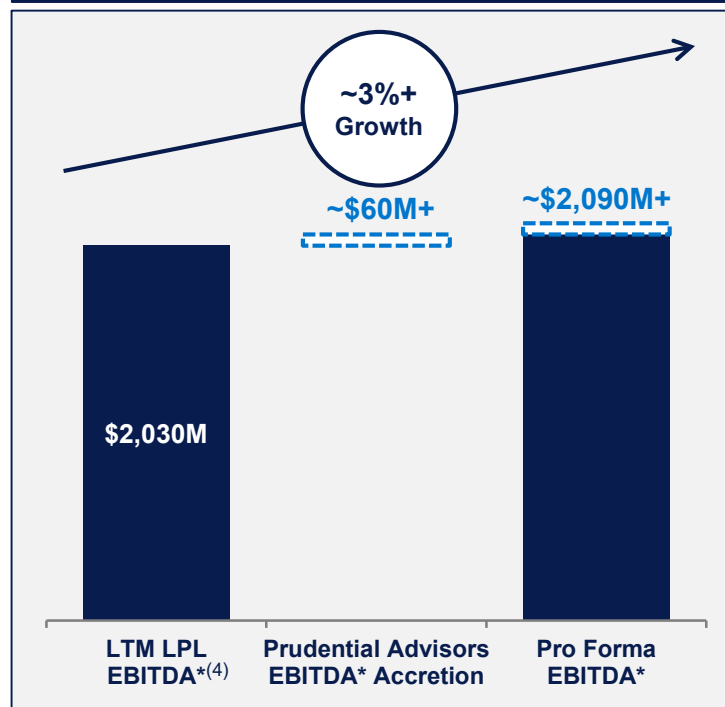 ~3%+
Growth
~$60M+
~$2,090M+
$2,030M
LTM LPL
EBITDA*(4)
Prudential Advisors
EBITDA* Accretion
Pro Forma
EBITDA*